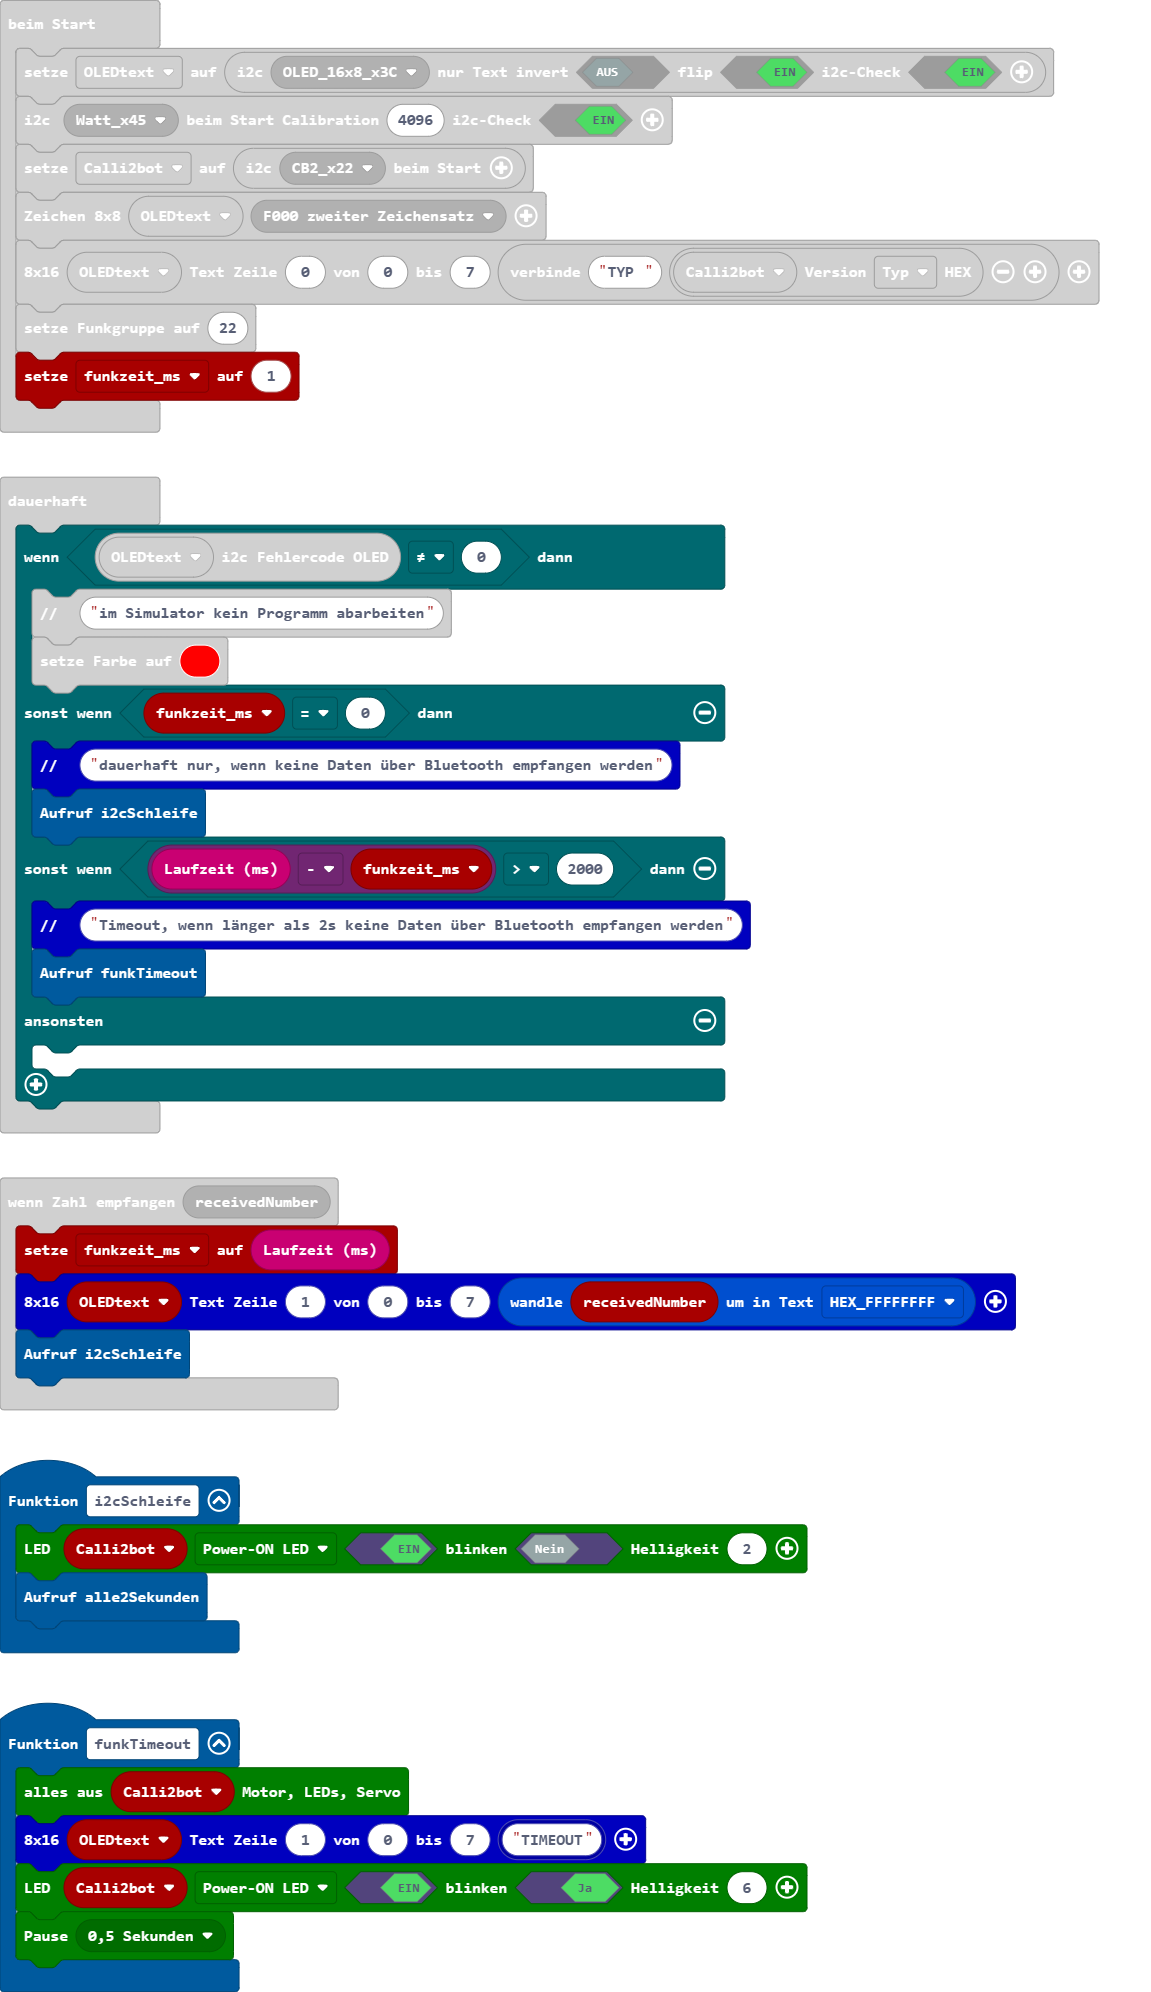 beim Start
setze OLEDtext auf i2c OLED_16x8_x3C nur Text invert AUS flip EIN i2c-Check EIN
i2c Watt_x45 beim Start Calibration 4096 i2c-Check EIN
setze Calli2bot auf i2c CB2_x22 beim Start
Zeichen 8x8 OLEDtext F000 zweiter Zeichensatz
8x16 OLEDtext Text Zeile 0 von 0 bis 7 verbinde "TYP " Calli2bot Version Typ HEX
setze Funkgruppe auf 22
setze funkzeit_ms auf 1
dauerhaft
wenn OLEDtext i2c Fehlercode OLED ≠ 0 dann
// "im Simulator kein Programm abarbeiten"
setze Farbe auf
sonst wenn funkzeit_ms = 0 dann
// "dauerhaft nur, wenn keine Daten über Bluetooth empfangen werden"
Aufruf i2cSchleife
sonst wenn Laufzeit (ms) - funkzeit_ms > 2000 dann
// "Timeout, wenn länger als 2s keine Daten über Bluetooth empfangen werden"
Aufruf funkTimeout
ansonsten
wenn Zahl empfangen receivedNumber
setze funkzeit_ms auf Laufzeit (ms)
8x16 OLEDtext Text Zeile 1 von 0 bis 7 wandle receivedNumber um in Text HEX_FFFFFFFF
Aufruf i2cSchleife
Funktion i2cSchleife
LED Calli2bot Power-ON LED EIN blinken Nein Helligkeit 2
Aufruf alle2Sekunden
Funktion funkTimeout
alles aus Calli2bot Motor, LEDs, Servo
8x16 OLEDtext Text Zeile 1 von 0 bis 7 "TIMEOUT"
LED Calli2bot Power-ON LED EIN blinken Ja Helligkeit 6
Pause 0,5 Sekunden